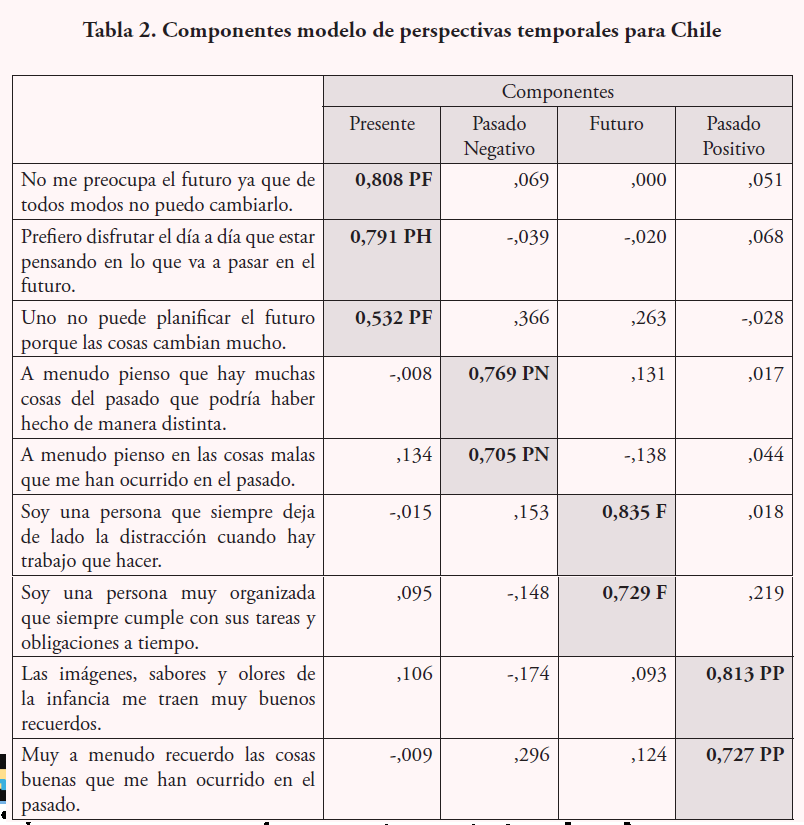 Tabla 2. Componentes modelo de perspectivas temporales para Chile
Componentes
Presente Pasado Negativo Futuro Pasado Positivo
No me preocupa el futuro ya que de 0,808 PF ,069 ,000 ,051
todos modos no puedo cambiarlo.
Prefiero disfrutar el día a día que estar 0,791 PH -,039 -,020 ,068
pensando en lo que va a pasar en el
futuro.
Uno no puede planificar el futuro 0,532 PF ,366 ,263 -,028
porque las cosas cambian mucho.
A menudo pienso que hay muchas -,008 0,769 PN ,131 ,017
cosas del pasado que podría haber
hecho de manera distinta.
A menudo pienso en las cosas malas ,134 0,705 PN -,138 ,044
que me han ocurrido en el pasado.
Soy una persona que siempre deja -,015 ,153 0,835 F ,018
de lado la distracción cuando hay
trabajo que hacer.
Soy una persona muy organizada ,095 -,148 0,729 F ,219
que siempre cumple con sus tareas y
obligaciones a tiempo.
Las imágenes, sabores y olores de ,106 -,174 ,093 0,813 PP
la infancia me traen muy buenos
recuerdos.
Muy a menudo recuerdo las cosas -,009 ,296 ,124 0,727 PP
buenas que me han ocurrido en el
pasado.